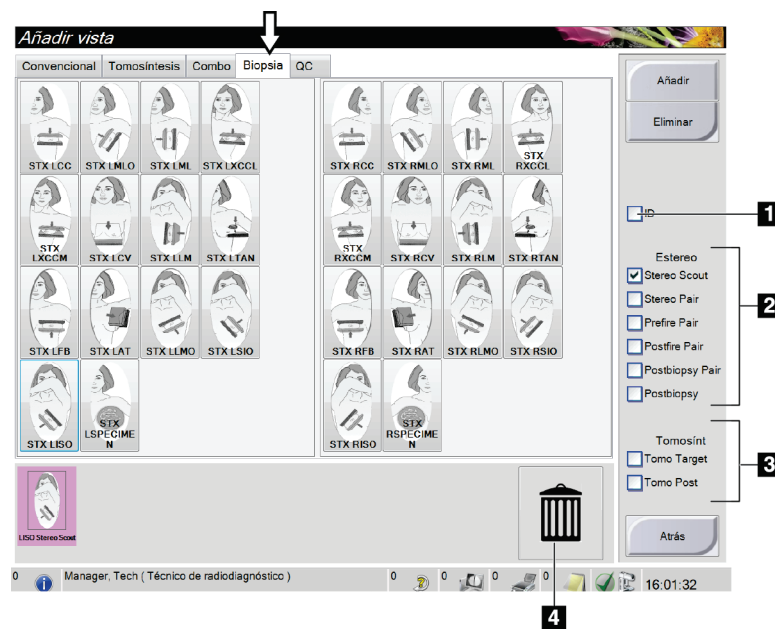 Añadir vista
Convencional Tomosíntesis Combo Biopsia QC
STX LCC STX LMLO STX LML STX LXCCL
STX RCC STX RMLO STX RML STX RXCCL
STX LXCCM STX LCV STX LLM STX LTAN
STX RXCCM STX RCV STX RLM STX RTAN
STX LFB STX LAT STX LLMO STX LSIO
STX RFB STX RAT STX RLMO STX RSIO
STX LISO STX LSPECIMEN
STX RISO STX RSPECIMEN
LISO Stereo Scout
Añadir
Eliminar
ID
1
Estereo
Stereo Scout
Stereo Pair
Prefire Pair
Postfire Pair
Postbiopsy Pair
Postbiopsy
2
Tomosínt
Tomo Target
Tomo Post
3
Atrás
0 Manager, Tech ( Técnico de radiodiagnóstico ) 0 0 0 0 16:01:32
4